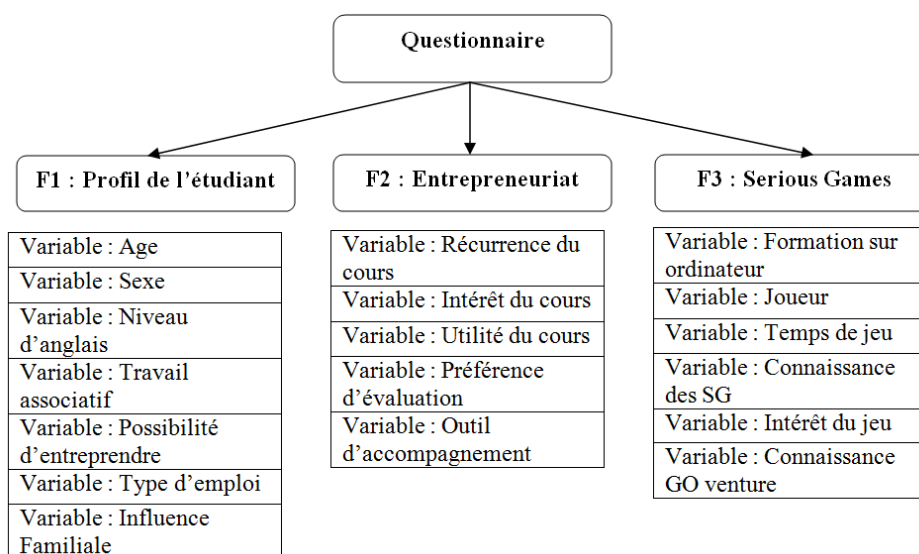 Questionnaire
F1 : Profil de l’étudiant
Variable : Age
Variable : Sexe
Variable : Niveau
d’anglais
Variable : Travail
associatif
Variable : Possibilité
d’entreprendre
Variable : Type d’emploi
Variable : Influence
Familiale
F2 : Entrepreneuriat
Variable : Récurrence du
cours
Variable : Intérêt du cours
Variable : Utilité du cours
Variable : Préférence
d’évaluation
Variable : Outil
d’accompagnement
F3 : Serious Games
Variable : Formation sur
ordinateur
Variable : Joueur
Variable : Temps de jeu
Variable : Connaissance
des SG
Variable : Intérêt du jeu
Variable : Connaissance
GO venture